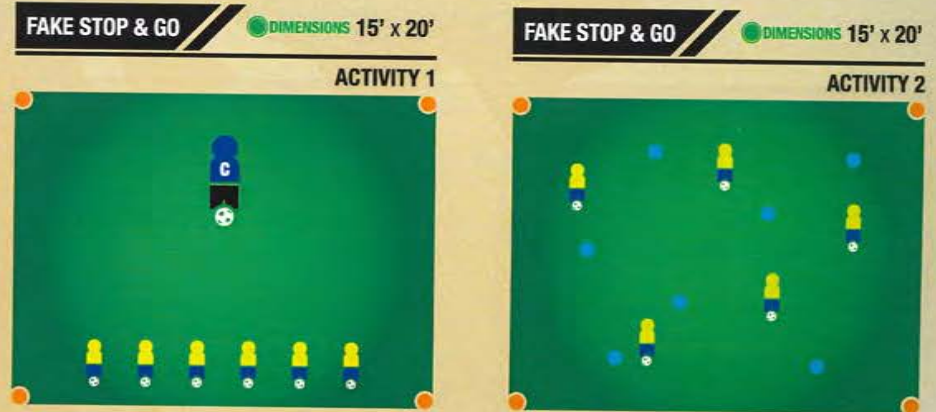 FAKE STOP & GO DIMENSIONS 15' x 20'
ACTIVITY 1
C
FAKE STOP & GO DIMENSIONS 15' x 20'
ACTIVITY 2